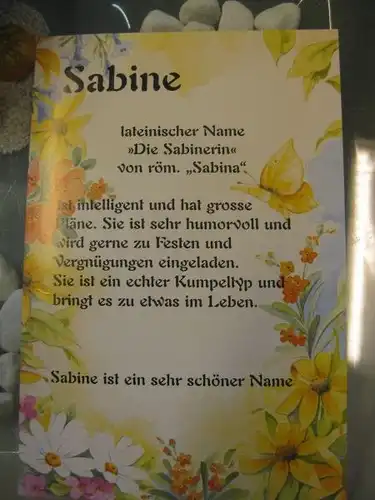 Sabine
lateinischer Name
»Die Sabinerin«
von röm. „Sabina“
Ist intelligent und hat grosse
Pläne. Sie ist sehr humorvoll und
wird gerne zu Festen und
Vergnügungen eingeladen.
Sie ist ein echter Kumpeltyp und
bringt es zu etwas im Leben.
Sabine ist ein sehr schöner Name